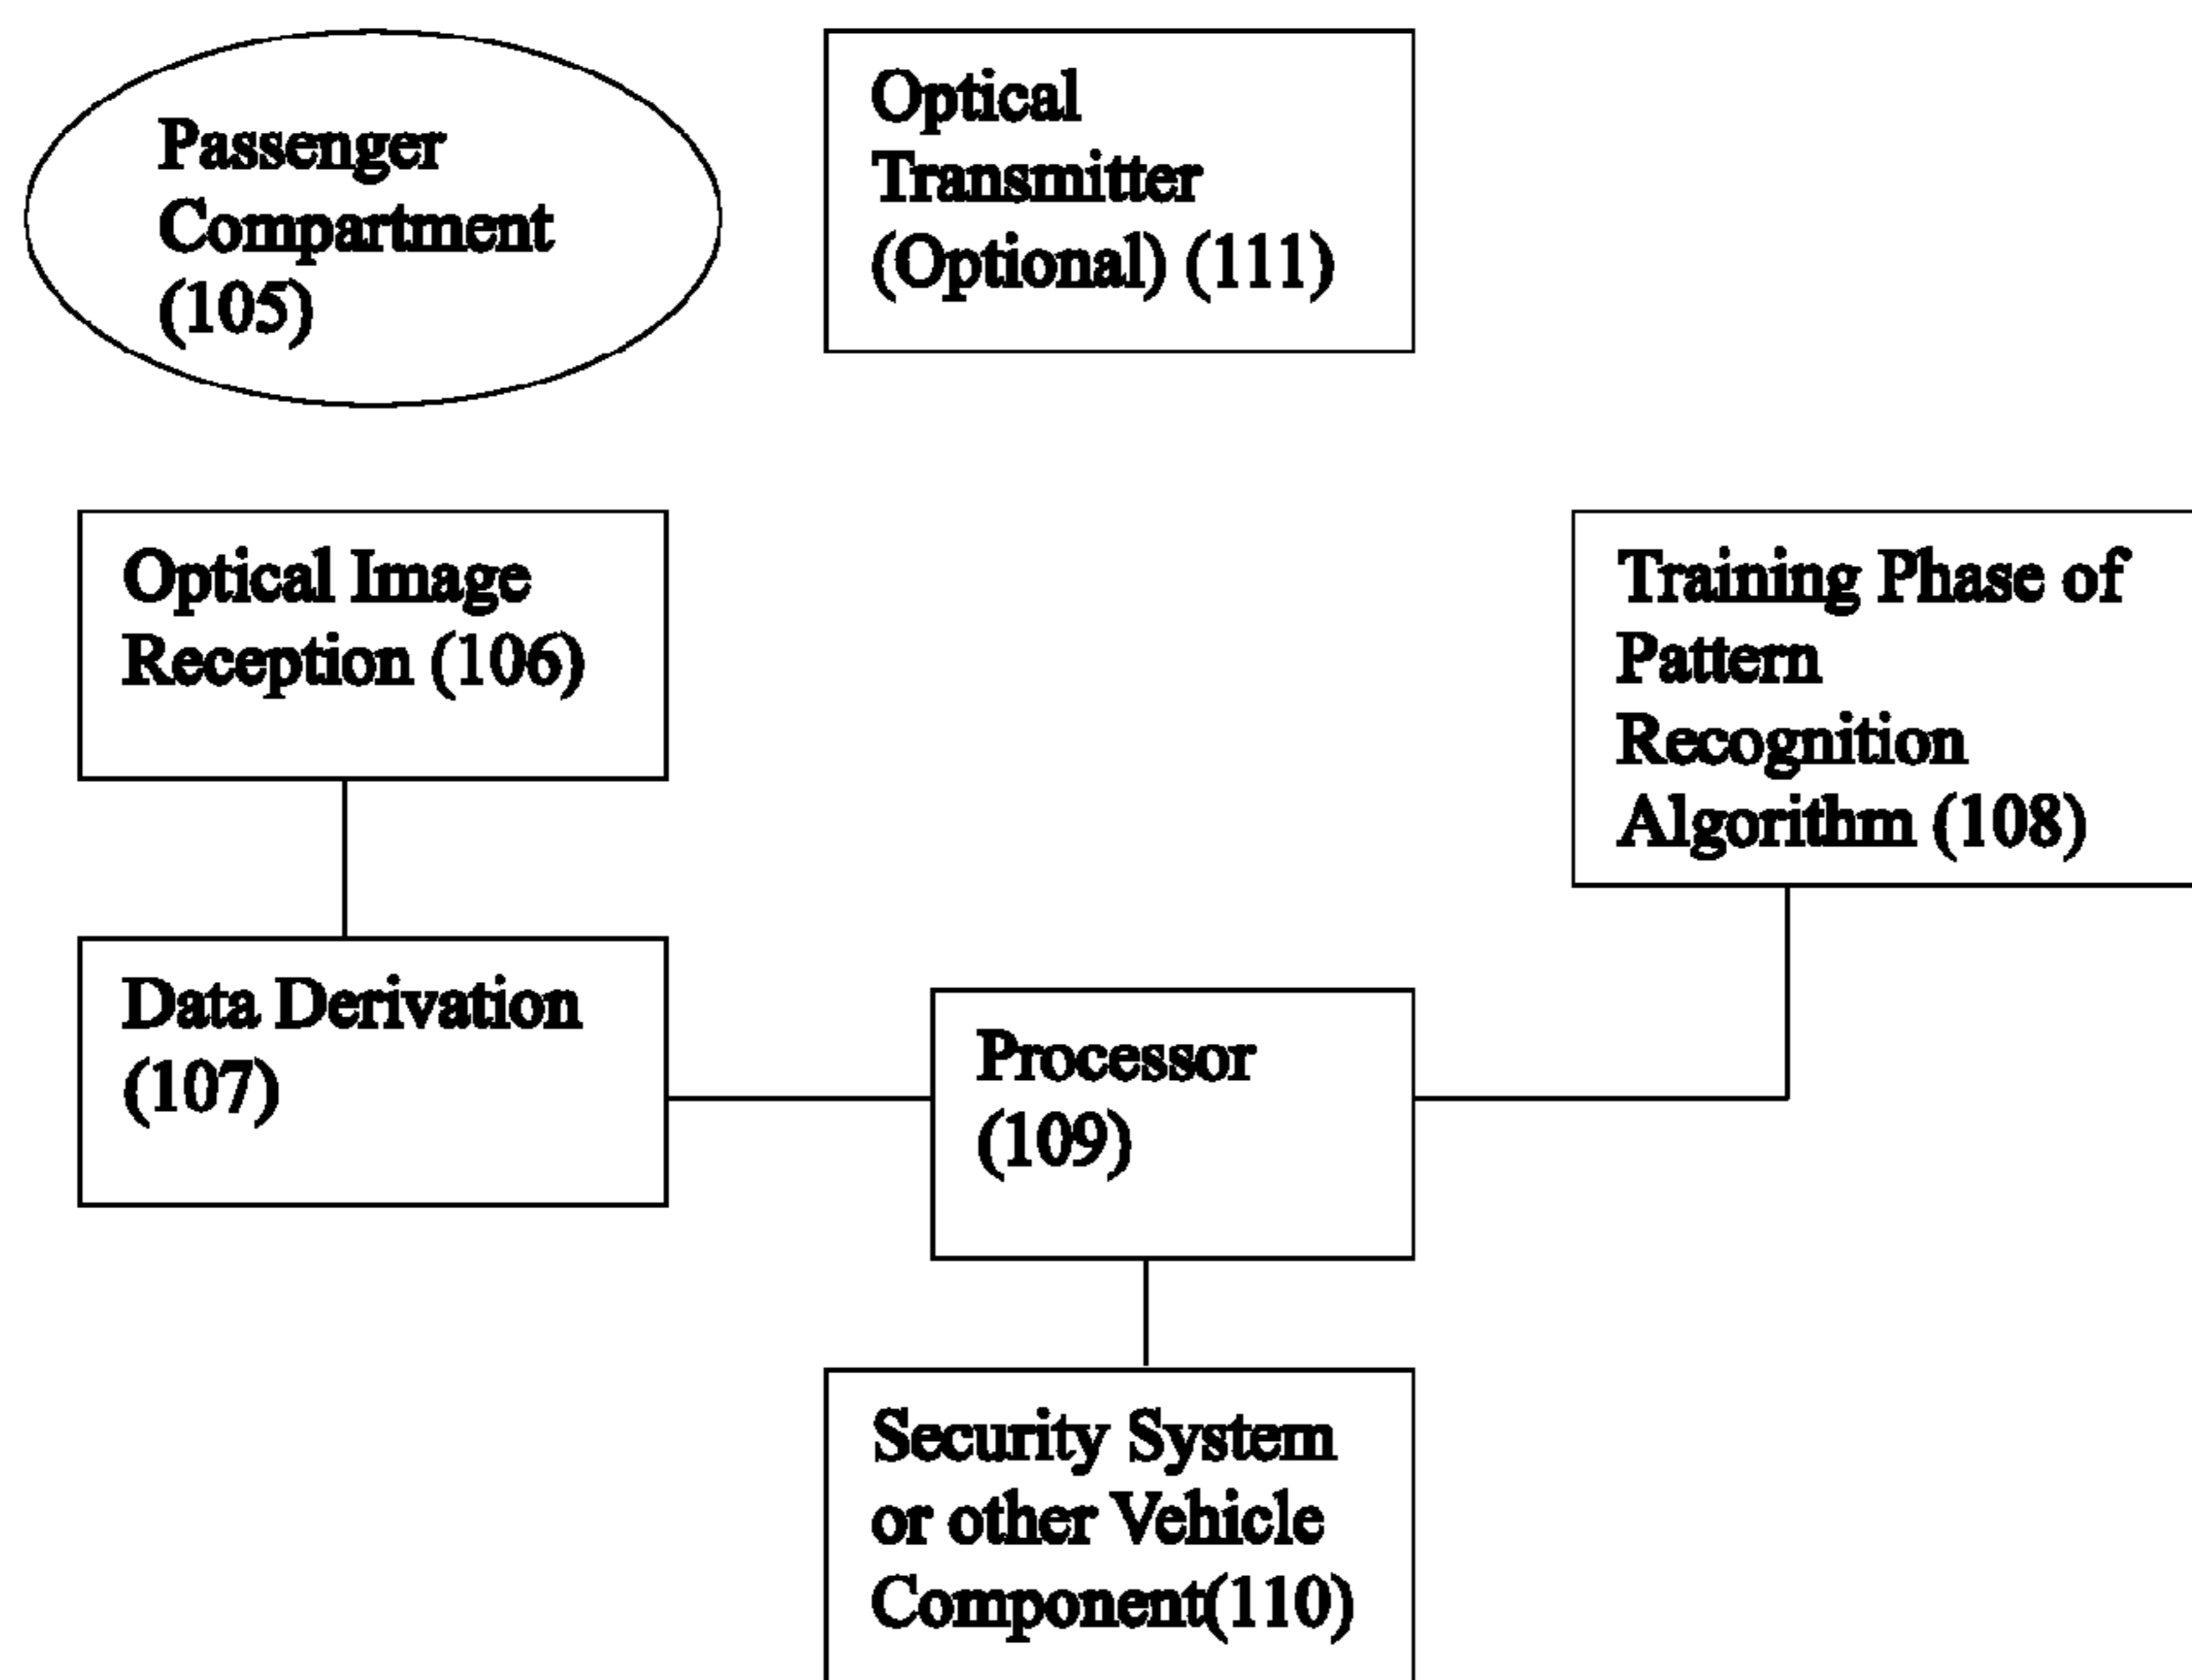 Passenger
Compartment
(105)
Optical
Transmitter
(Optional) (111)
Optical Image
Reception (106)
Training Phase of
Pattern
Recognition
Algorithm (108)
Data Derivation
(107)
Processor
(109)
Security System
or other Vehicle
Component(110)